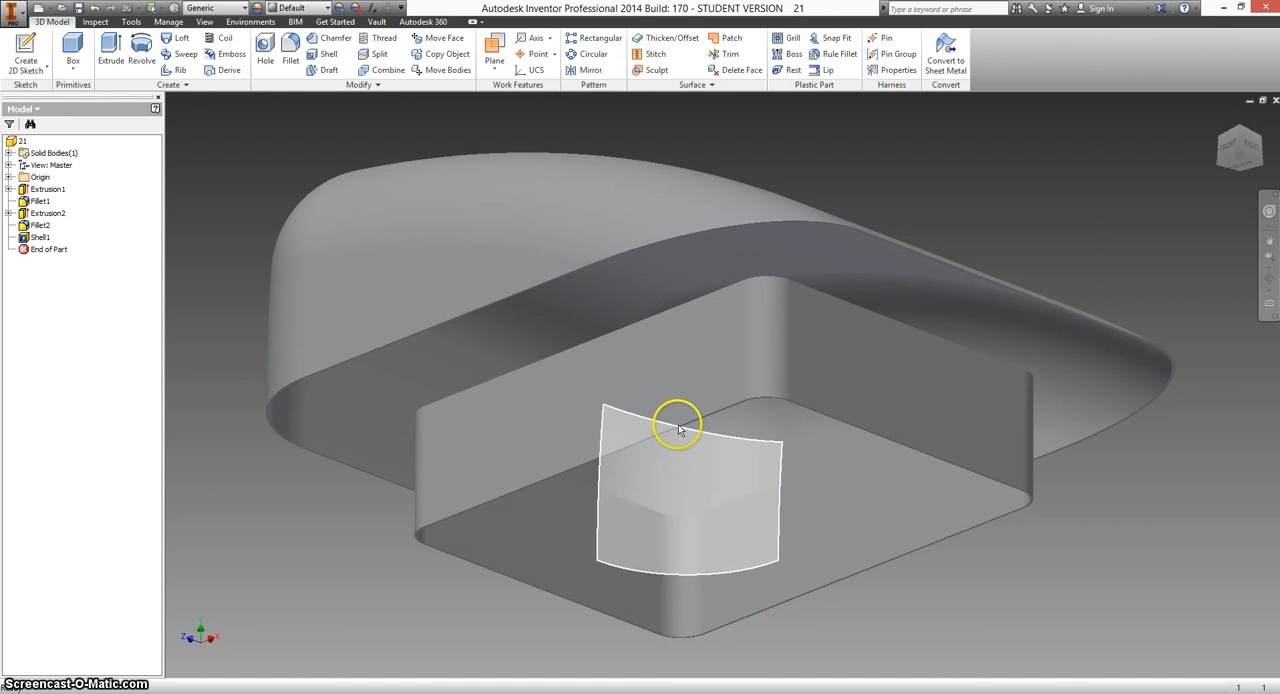 Generic Default Autodesk Inventor Professional 2014 Build: 170 - STUDENT VERSION 21 Type a keyword or phrase Sign In
PRO 3D Model Inspect Tools Manage View Environments BIM Get Started Vault Autodesk 360
Create 2D Sketch Box Extrude Revolve Loft Coil Hole Fillet Chamfer Thread Move Face Plane Axis Rectangular Thickness/Offset Patch Grill Snap Fit Pin Convert to Sheet Metal
Sweep Emboss Shell Split Copy Object Point Circular Stitch Trim Boss Rule Fillet Pin Group
Rib Derive Draft Combine Move Bodies UCS Mirror Sculpt Delete Face Rest Lip Properties
Sketch Primitives Create Modify Work Features Pattern Surface Plastic Part Harness Convert
Model
21
Solid Bodies(1)
View: Master
Origin
Extrusion1
Fillet1
Extrusion2
Fillet2
Shell1
End of Part
FRONT RIGHT
Y
Z X
Screencast-O-Matic.com
1 1